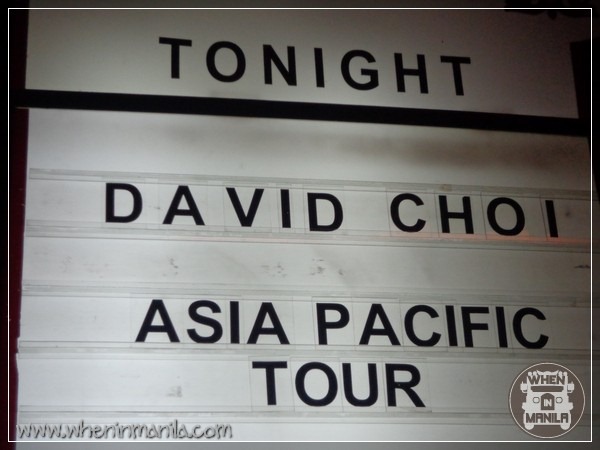 TONIGHT
DAVID CHOI
ASIA PACIFIC
TOUR
WHEN
IN
MANILA
www.wheninmanila.com